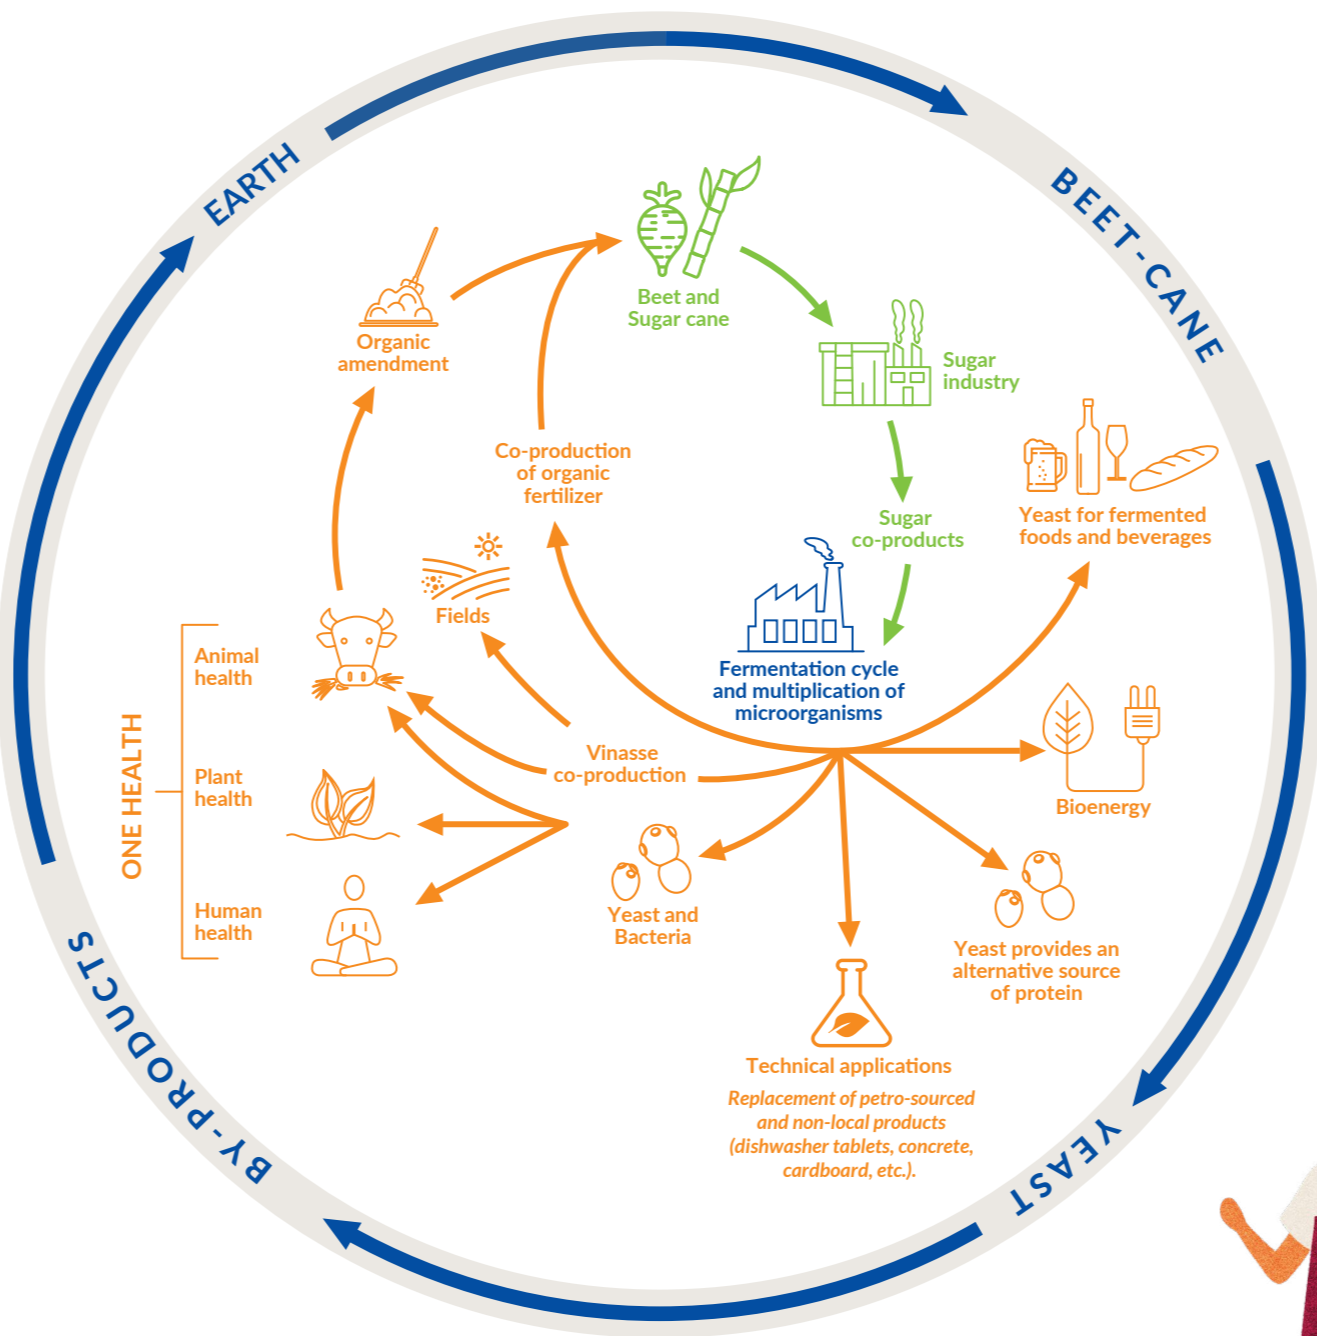 EARTH
BEET-CANE
YEAST
BY-PRODUCTS
Beet and
Sugar cane
Sugar
industry
Sugar
co-products
Fermentation cycle
and multiplication of
microorganisms
Yeast for fermented
foods and beverages
Bioenergy
Yeast provides an
alternative source
of protein
Technical applications
Replacement of petro-sourced
and non-local products
(dishwasher tablets, concrete,
cardboard, etc.).
Yeast and
Bacteria
Vinasse
co-production
Fields
Co-production
of organic
fertilizer
Organic
amendment
ONE HEALTH
Animal
health
Plant
health
Human
health